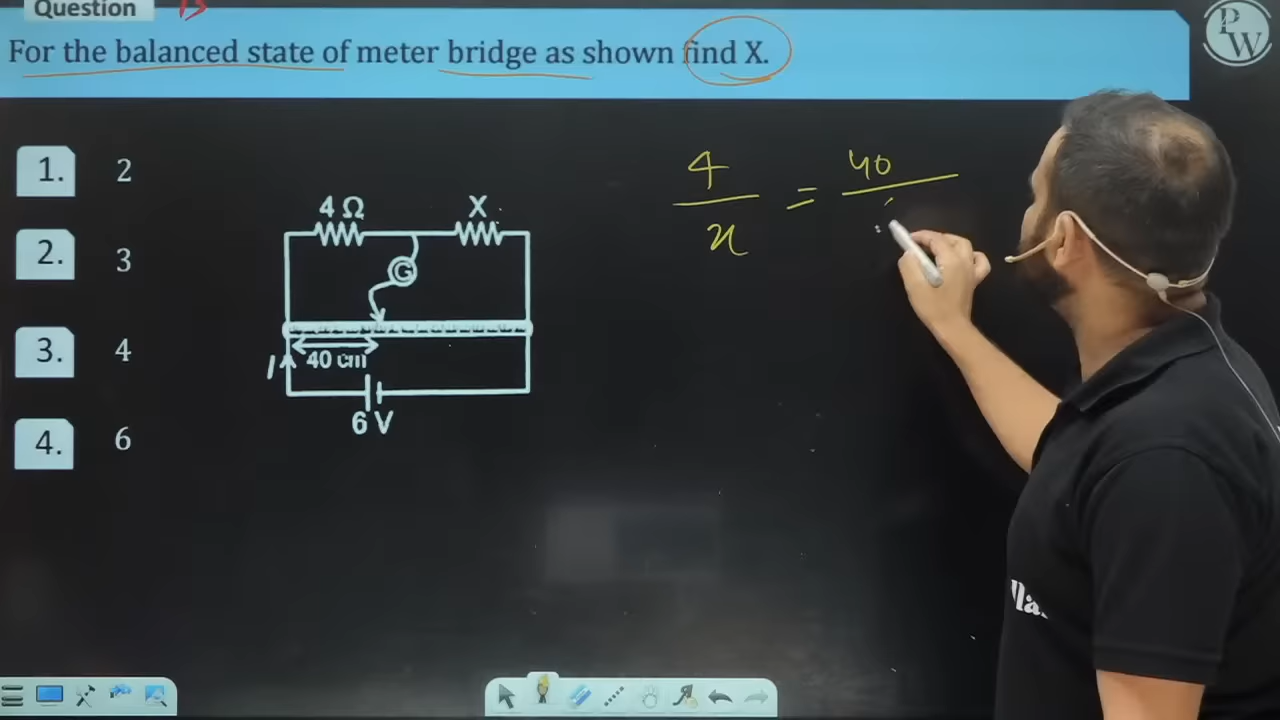 Question
13
For the balanced state of meter bridge as shown find X.
PW
1. 2
2. 3
3. 4
4. 6
4 Ω
X
G
40 cm
I
6 V
4/x = 40/